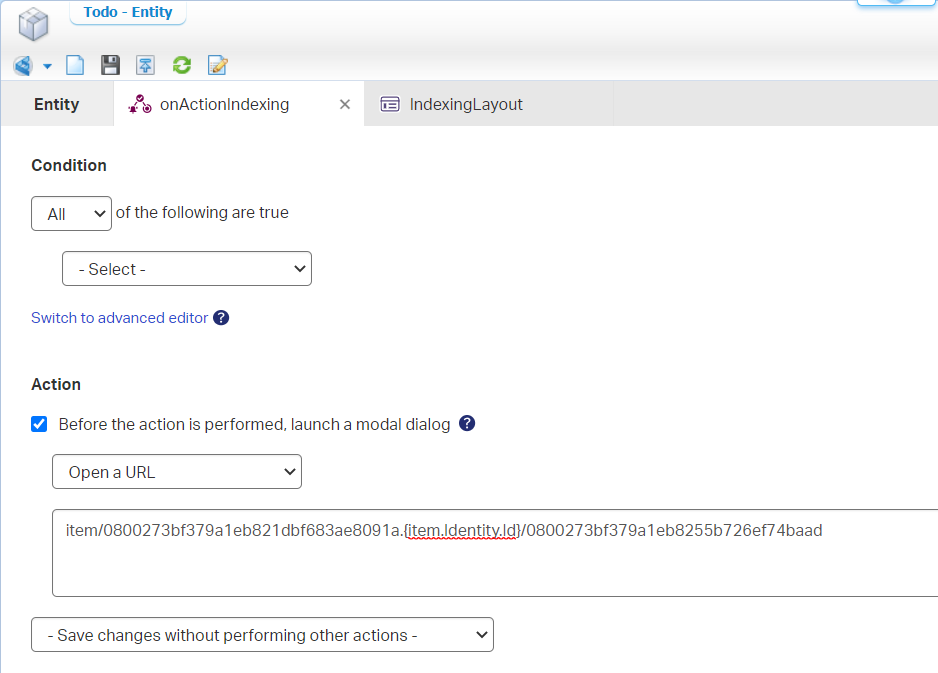 Todo - Entity
Entity
onActionIndexing
IndexingLayout
Condition
All of the following are true
- Select -
Switch to advanced editor ?
Action
Before the action is performed, launch a modal dialog ?
Open a URL
item/0800273bf379a1eb821dbf683ae8091a.{item.Identity.Id}/0800273bf379a1eb8255b726ef74baad
- Save changes without performing other actions -